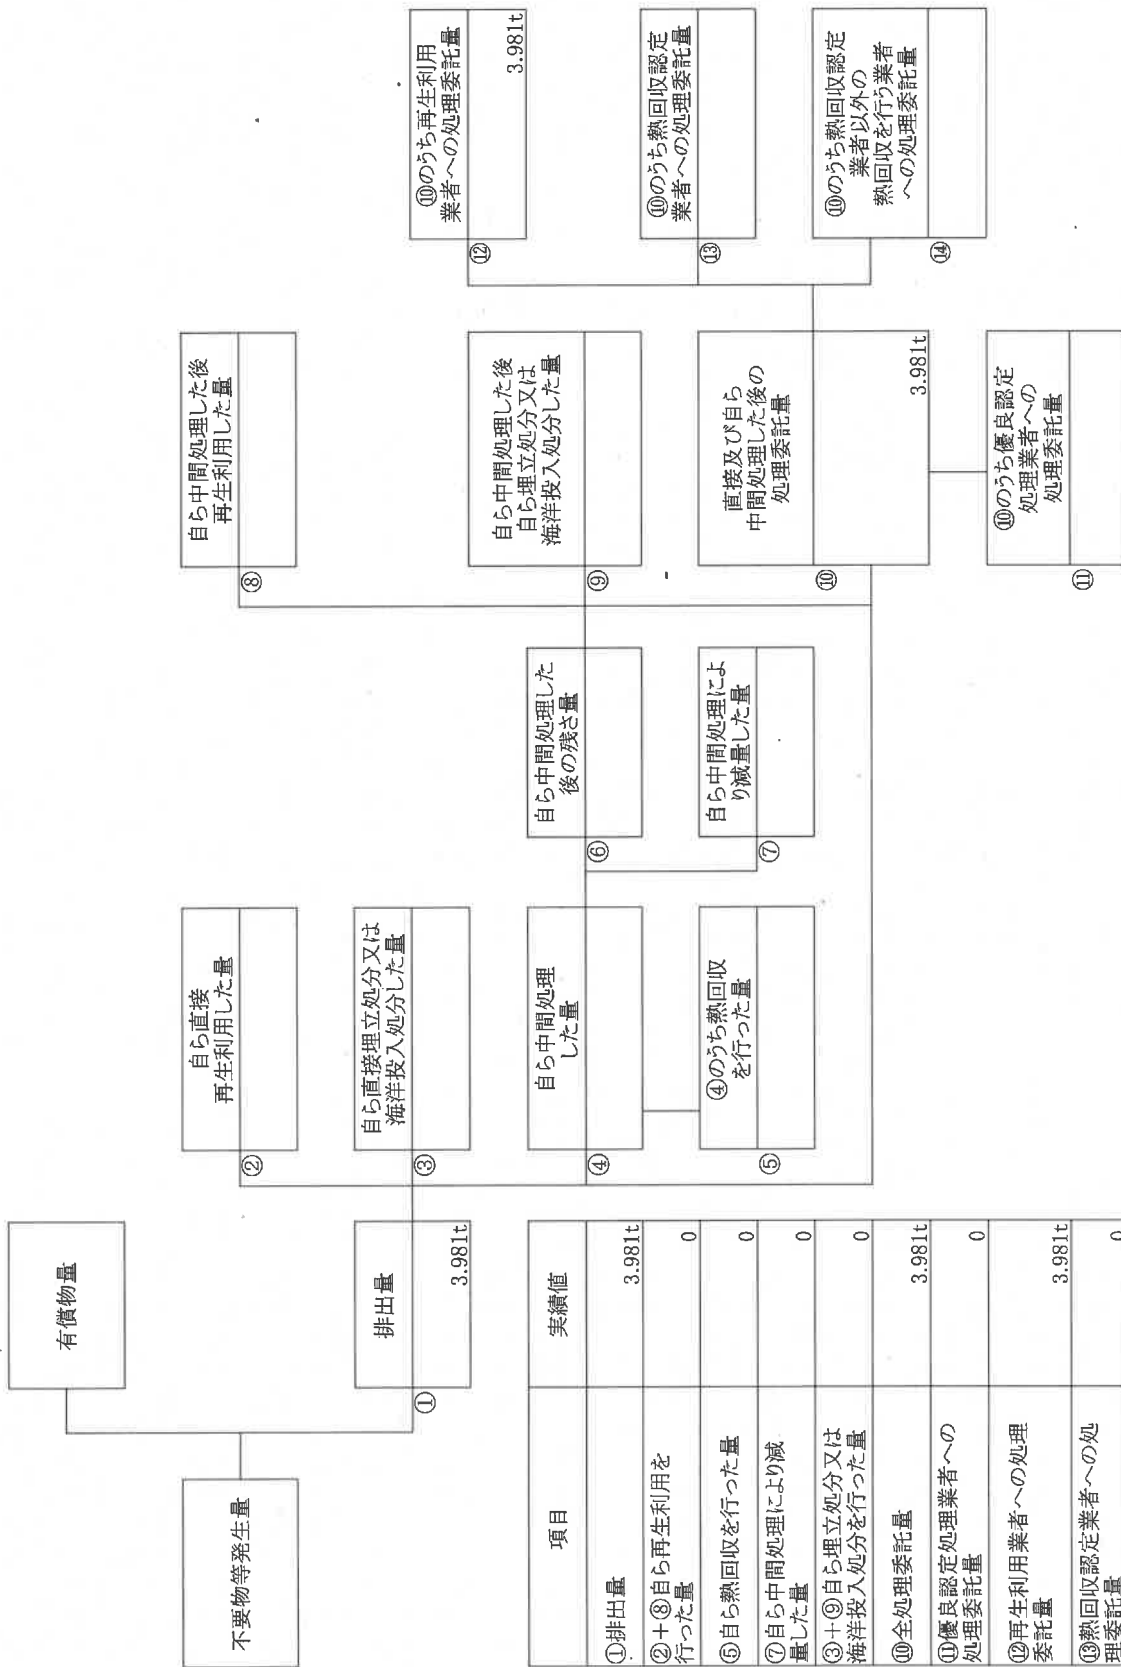 不要物等発生量
有償物量
排出量
①
3.981t
自ら直接
再生利用した量
②
自ら直接埋立処分又は
海洋投入処分した量
③
自ら中間処理
した量
④
④のうち熱回収
を行った量
⑤
自ら中間処理した
後の残さ量
⑥
自ら中間処理によ
り減量した量
⑦
自ら中間処理した後
再生利用した量
⑧
自ら中間処理した後
自ら埋立処分又は
海洋投入処分した量
⑨
直接及び自ら
中間処理した後の
処理委託量
⑩
3.981t
⑩のうち優良認定
処理業者への
処理委託量
⑪
⑩のうち再生利用
業者への処理委託量
⑫
3.981t
⑩のうち熱回収認定
業者への処理委託量
⑬
⑩のうち熱回収認定
業者以外の
熱回収を行う業者
への処理委託量
⑭
項目
実績値
①排出量
3.981t
②+⑧自ら再生利用を
行った量
0
⑤自ら熱回収を行った量
0
⑦自ら中間処理により減
量した量
0
③+⑨自ら埋立処分又は
海洋投入処分を行った量
0
⑩全処理委託量
3.981t
⑪優良認定処理業者への
処理委託量
0
⑫再生利用業者への処理
委託量
3.981t
⑬熱回収認定業者への処
理委託量
0